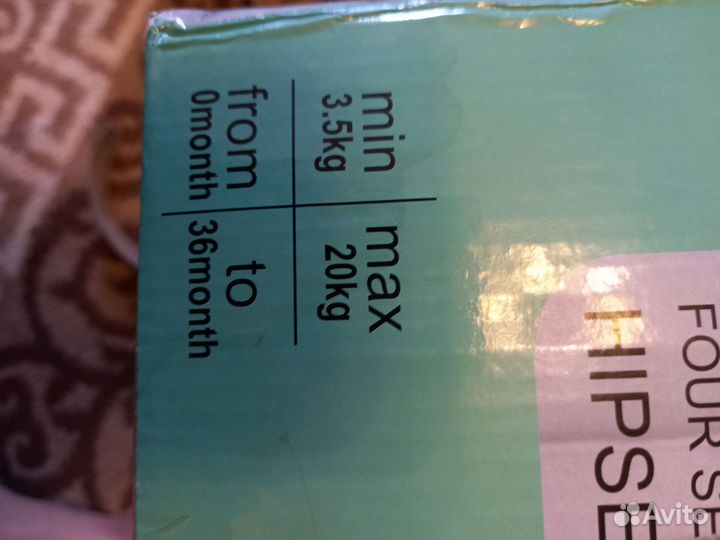 min max
3.5kg 20kg
from to
0month 36month
FOUR SE
HIPSE
Avito